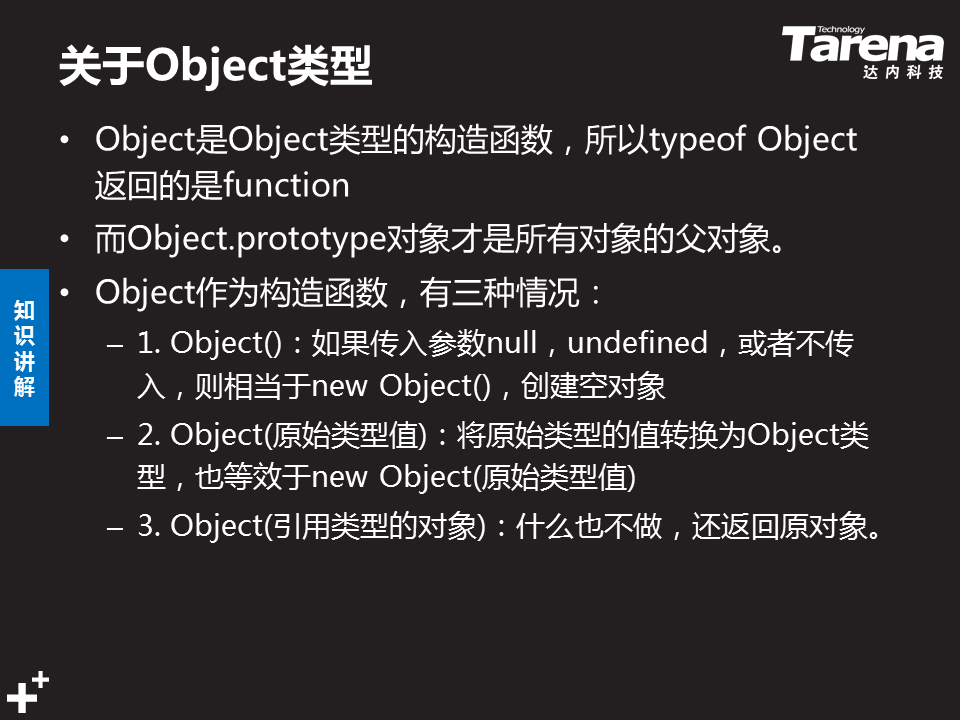 关于Object类型
Technology
Tarena
达内科技
• Object是Object类型的构造函数，所以typeof Object
返回的是function
• 而Object.prototype对象才是所有对象的父对象。
• Object作为构造函数，有三种情况：
– 1. Object()：如果传入参数null，undefined，或者不传
入，则相当于new Object()，创建空对象
– 2. Object(原始类型值)：将原始类型的值转换为Object类
型，也等效于new Object(原始类型值)
– 3. Object(引用类型的对象)：什么也不做，还返回原对象。
知
识
讲
解